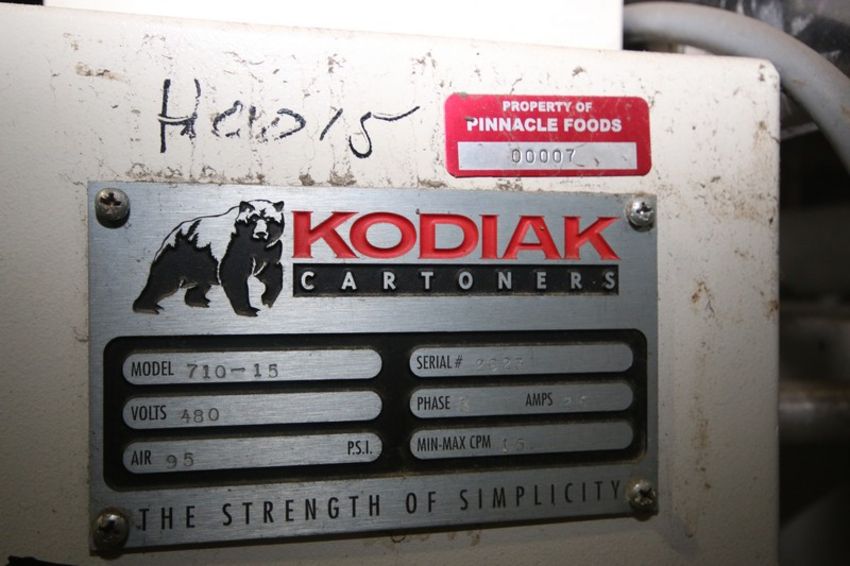 PROPERTY OF
PINNACLE FOODS
00007
KODIAK
CARTONERS
MODEL 710-15
SERIAL #
VOLTS 480
PHASE AMPS
AIR 95 P.S.I.
MIN-MAX CPM 15
THE STRENGTH OF SIMPLICITY